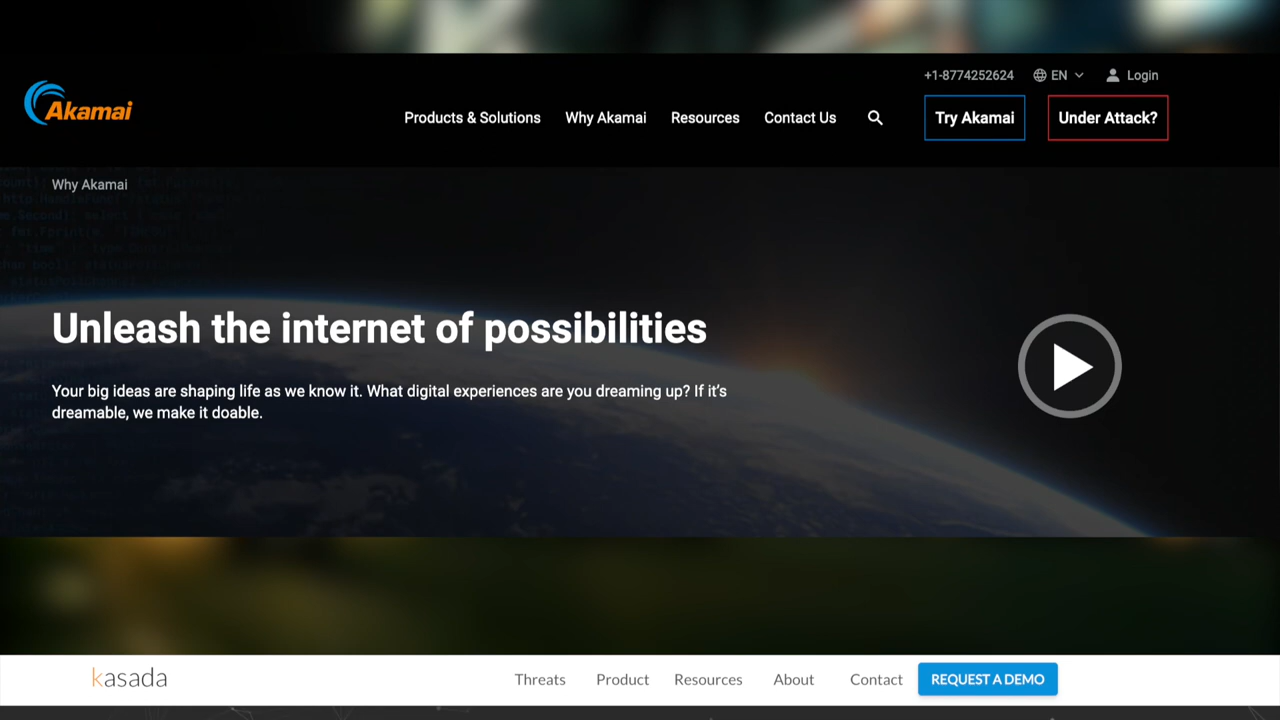 +1-8774252624 EN Login
Akamai Products & Solutions Why Akamai Resources Contact Us Try Akamai Under Attack?
Why Akamai
Unleash the internet of possibilities
Your big ideas are shaping life as we know it. What digital experiences are you dreaming up? If it's
dreamable, we make it doable.
kasada Threats Product Resources About Contact REQUEST A DEMO